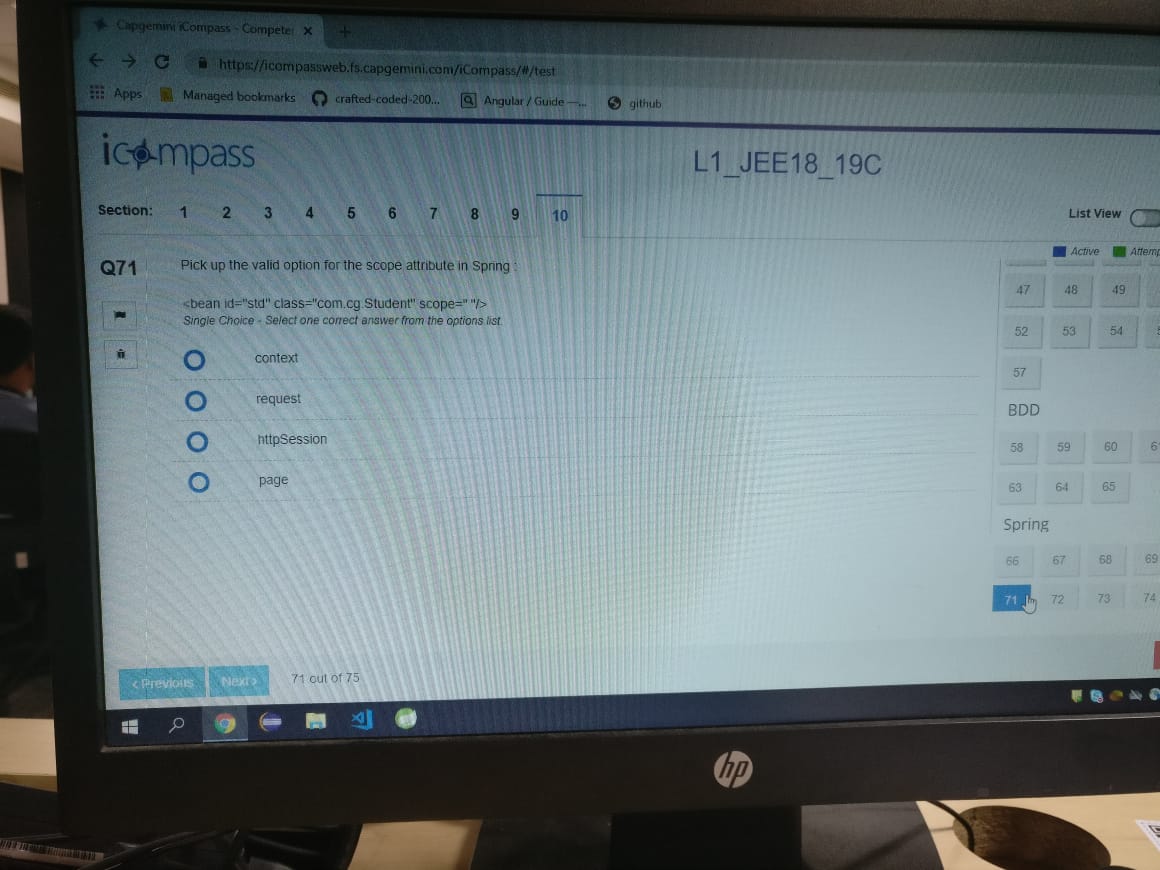 Capgemini iCompass - Competen
https://icompassweb.fs.capgemini.com/iCompass/#/test
Apps Managed bookmarks crafted-coded-200... Angular / Guide —... github
icompass
L1_JEE18_19C
Section: 1 2 3 4 5 6 7 8 9 10
List View
Active Attemp
Q71 Pick up the valid option for the scope attribute in Spring :
<bean id="std" class="com.cg.Student" scope=" "/>
Single Choice - Select one correct answer from the options list.
context
request
httpSession
page
47 48 49
52 53 54
57
BDD
58 59 60
63 64 65
Spring
66 67 68 69
71 72 73 74
< Previous Next > 71 out of 75
hp